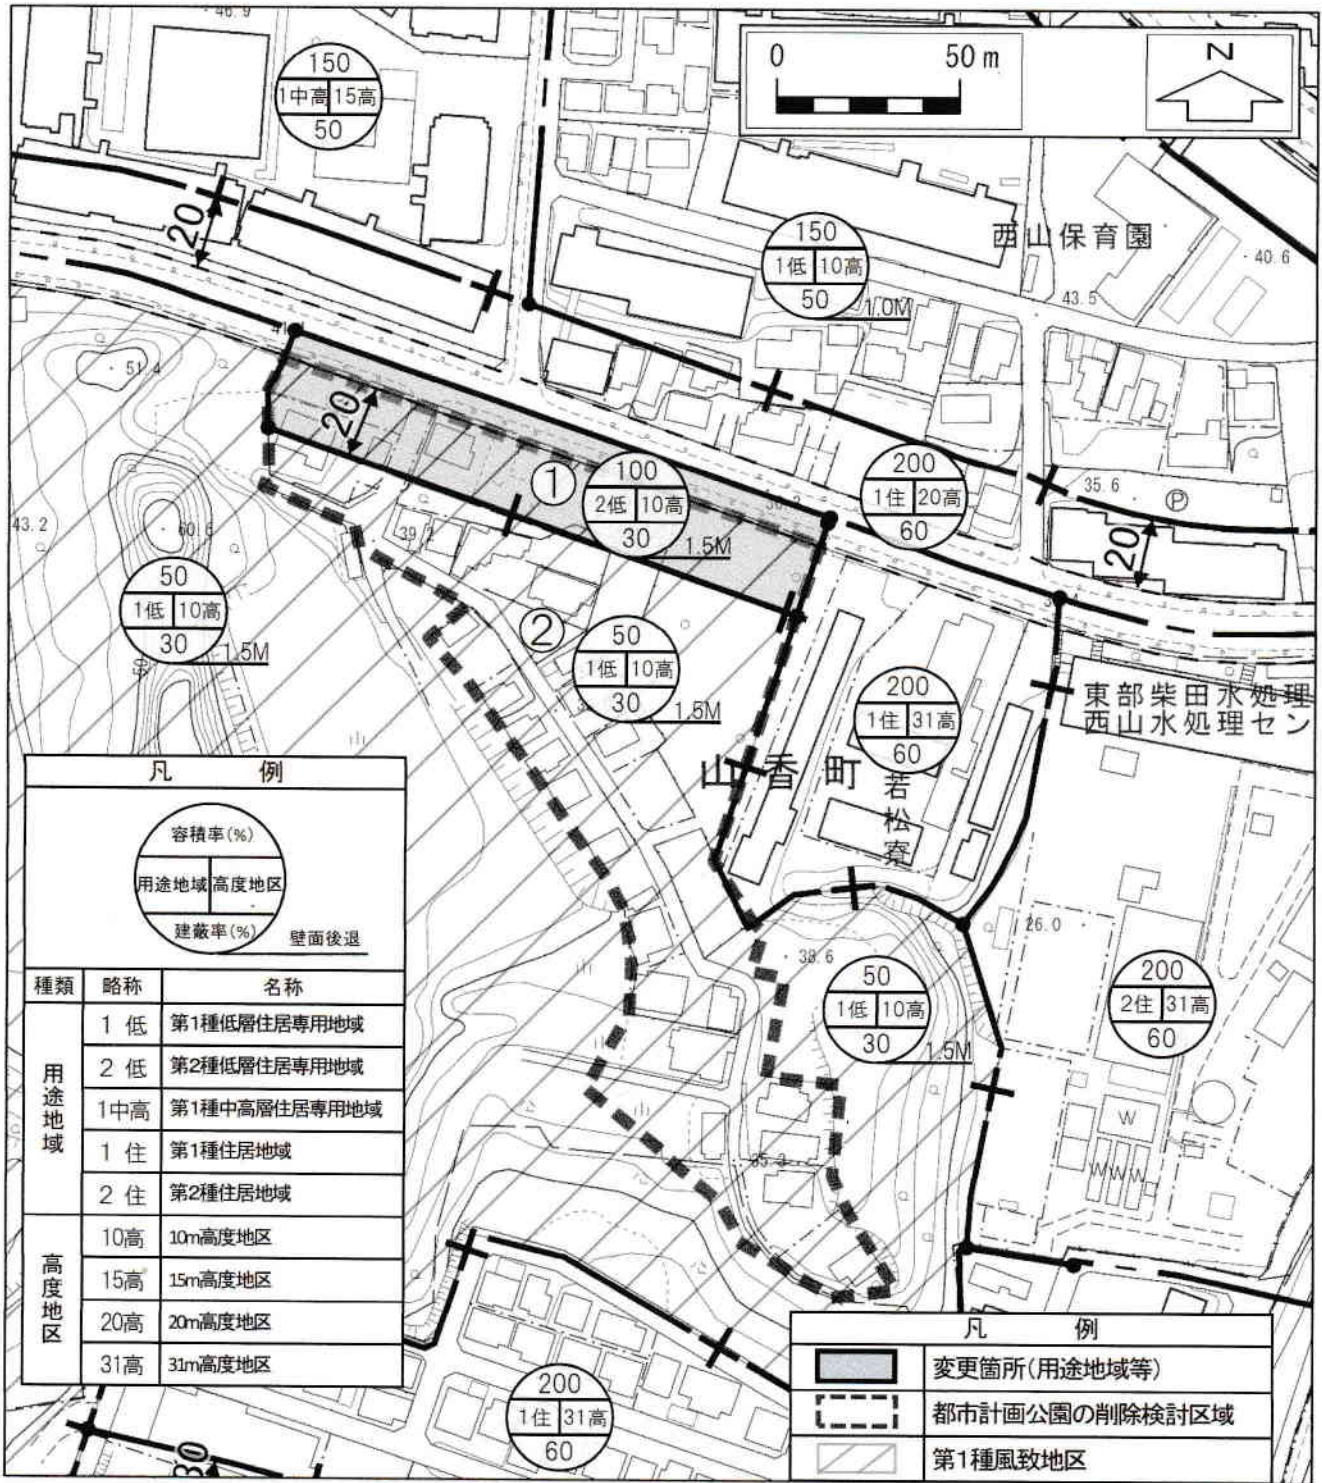 46.9
150
1中高 15高
50
0 50 m
N
20
150
1低 10高
50
1.0M
西山保育園
40.6
43.5
51.4
20
①
100
2低 10高
30
1.5M
200
1住 20高
60
35.6
P
20
43.2
60.6
39.2
50
1低 10高
30
1.5M
②
50
1低 10高
30
1.5M
200
1住 31高
60
東部柴田水処理
西山水処理セン
山香町
若松寮
26.0
38.6
50
1低 10高
30
1.5M
200
2住 31高
60
W
W W W
35.3
200
1住 31高
60
30
凡例
容積率(%)
用途地域 高度地区
建蔽率(%)
壁面後退
種類 略称 名称
用途地域
1低 第1種低層住居専用地域
2低 第2種低層住居専用地域
1中高 第1種中高層住居専用地域
1住 第1種住居地域
2住 第2種住居地域
高度地区
10高 10m高度地区
15高 15m高度地区
20高 20m高度地区
31高 31m高度地区
凡例
変更箇所(用途地域等)
都市計画公園の削除検討区域
第1種風致地区